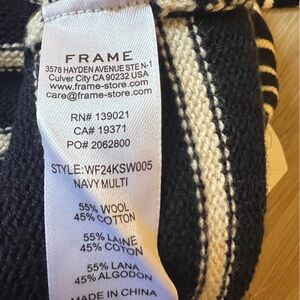 FRAME
3578 HAYDEN AVENUE STE N-1
Culver City CA 90232 USA
www.frame-store.com
care@frame-store.com
RN# 139021
CA# 19371
PO# 2062800
STYLE:WF24KSW005
NAVY MULTI
55% WOOL
45% COTTON
55% LAINE
45% COTON
55% LANA
45% ALGODON
MADE IN CHINA